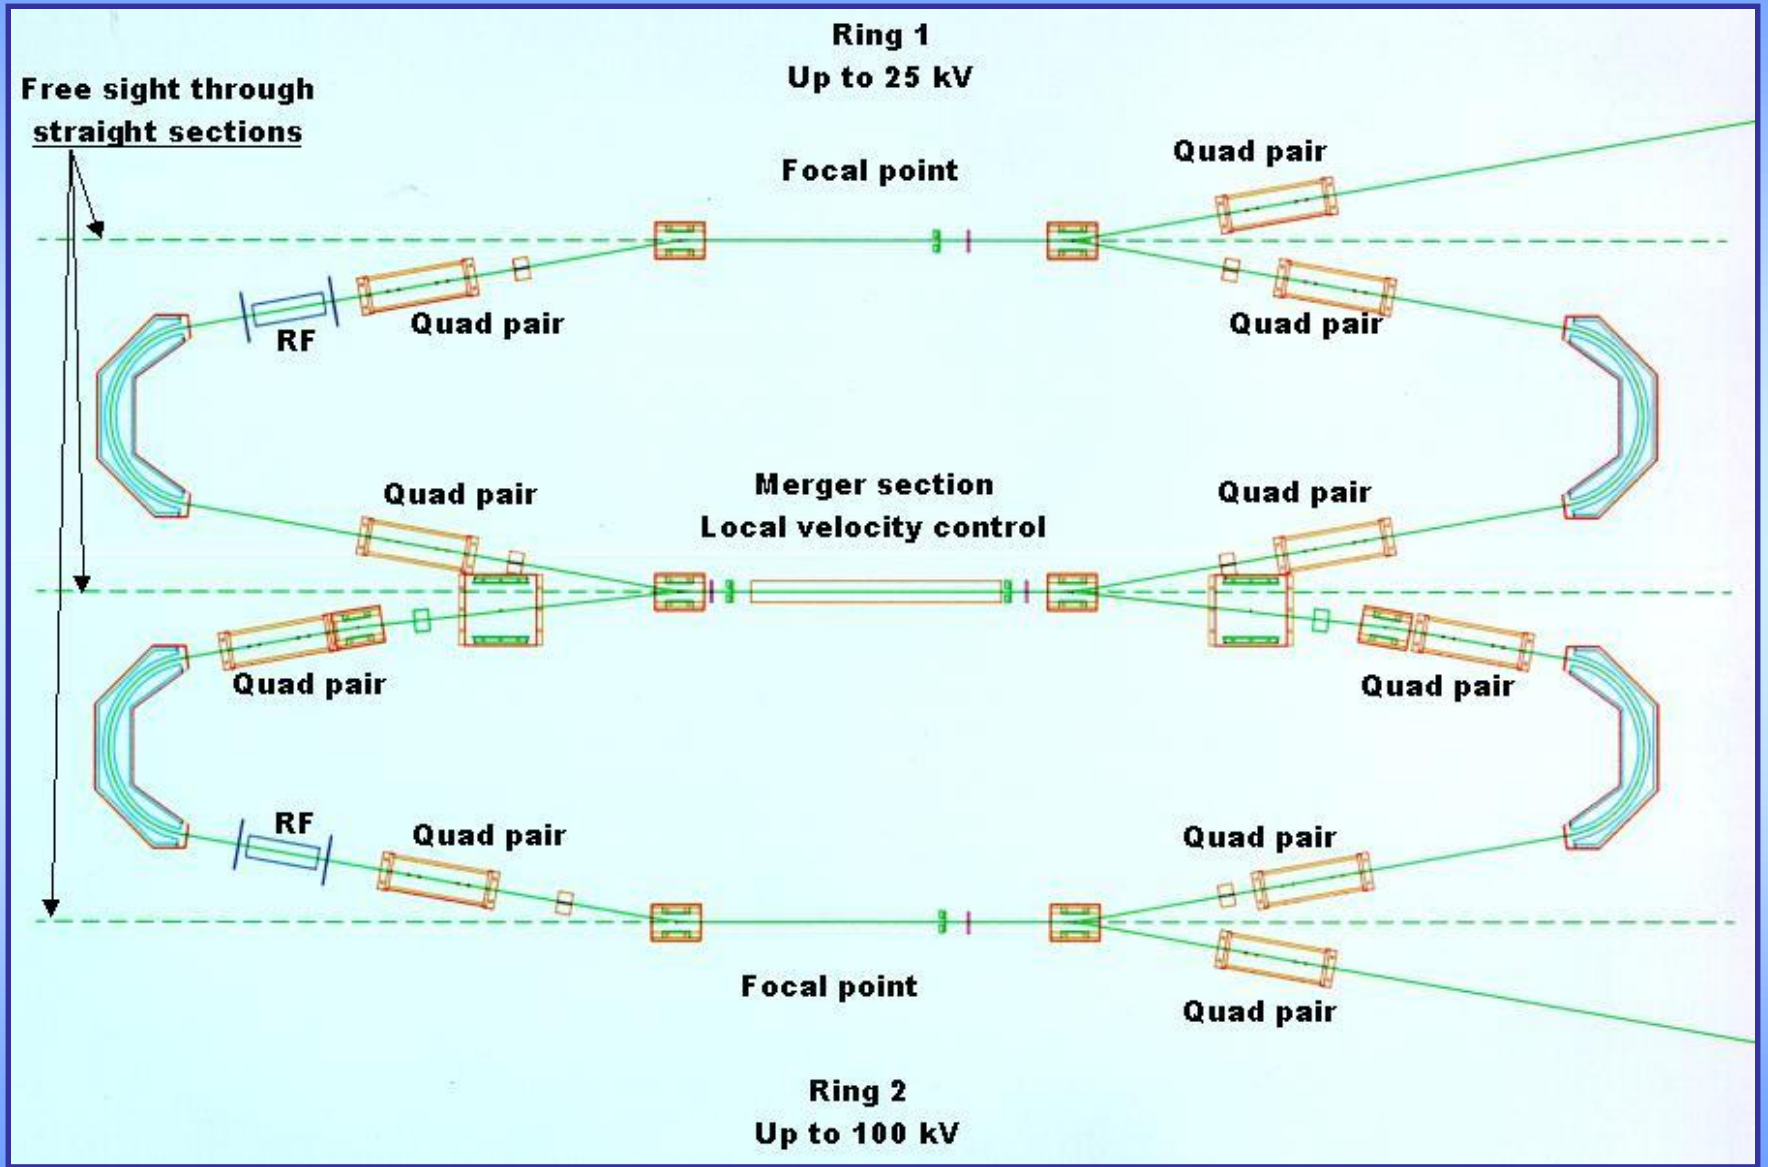 Ring 1
Up to 25 kV
Free sight through
straight sections
Quad pair
Focal point
RF
Quad pair
Quad pair
Quad pair
Merger section
Local velocity control
Quad pair
Quad pair
Quad pair
RF
Quad pair
Quad pair
Focal point
Quad pair
Ring 2
Up to 100 kV